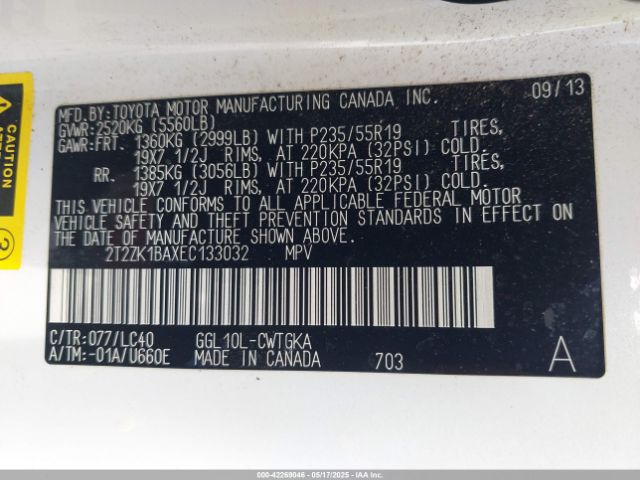 MFD.BY:TOYOTA MOTOR MANUFACTURING CANADA INC. 09/13
GVWR:2520KG (5560LB)
GAWR:FRT. 1360KG (2999LB) WITH P235/55R19 TIRES,
19X7 1/2J RIMS, AT 220KPA (32PSI) COLD.
RR. 1385KG (3056LB) WITH P235/55R19 TIRES,
19X7 1/2J RIMS, AT 220KPA (32PSI) COLD.
THIS VEHICLE CONFORMS TO ALL APPLICABLE FEDERAL MOTOR
VEHICLE SAFETY AND THEFT PREVENTION STANDARDS IN EFFECT ON
THE DATE OF MANUFACTURE SHOWN ABOVE.
2T2ZK1BAXEC133032 MPV
C/TR:077/LC40 GGL10L-CWTGKA
A/TM:-01A/U660E MADE IN CANADA 703 A
CAUTION
000-42269046 - 05/17/2025 - IAAI.com